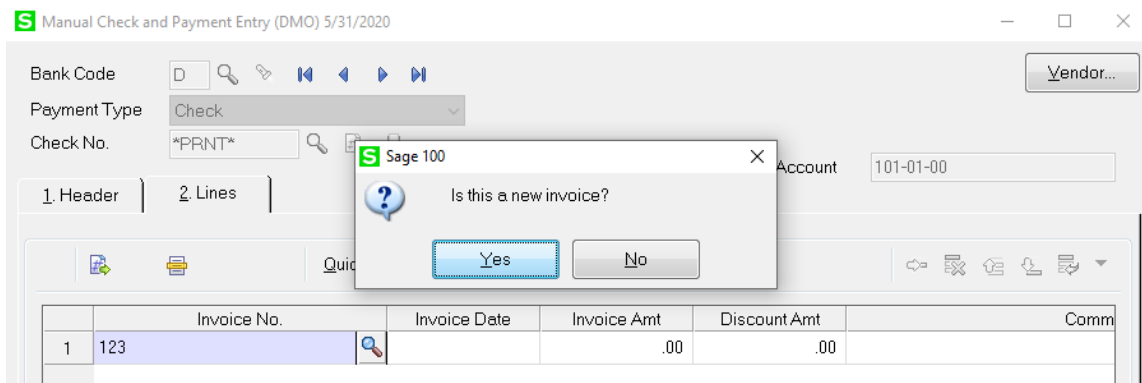 S Manual Check and Payment Entry (DMO) 5/31/2020
Bank Code D
Vendor...
Payment Type Check
Check No. *PRNT*
S Sage 100
Account 101-01-00
1. Header 2. Lines
Is this a new invoice?
Yes No
Quic
Invoice No. Invoice Date Invoice Amt Discount Amt Comm
1 123 .00 .00